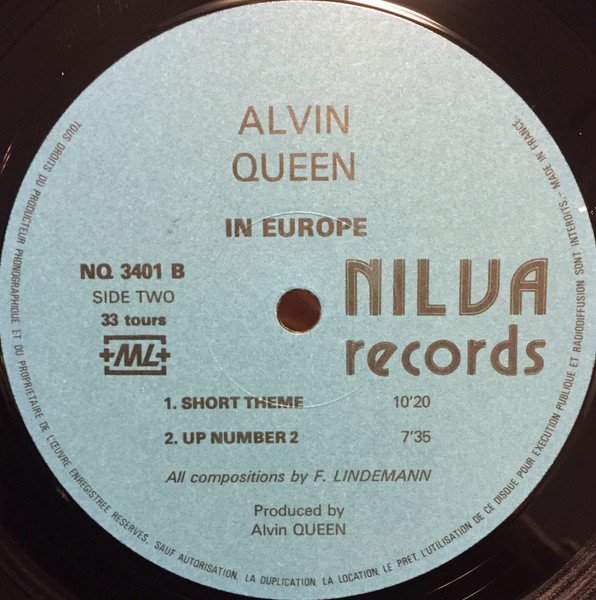 ALVIN
QUEEN
IN EUROPE
NQ 3401 B
SIDE TWO
33 tours
+ML+
NILVA
records
1. SHORT THEME 10'20
2. UP NUMBER 2 7'35
All compositions by F. LINDEMANN
Produced by
Alvin QUEEN
TOUS DROITS DU PRODUCTEUR PHONOGRAPHIQUE ET DU PROPRIETAIRE DE L'ŒUVRE ENREGISTREE RESERVES. SAUF AUTORISATION, LA DUPLICATION, LA LOCATION, LE PRET, L'UTILISATION DE CE DISQUE POUR EXECUTION PUBLIQUE ET RADIODIFFUSION SONT INTERDITS. - MADE IN FRANCE